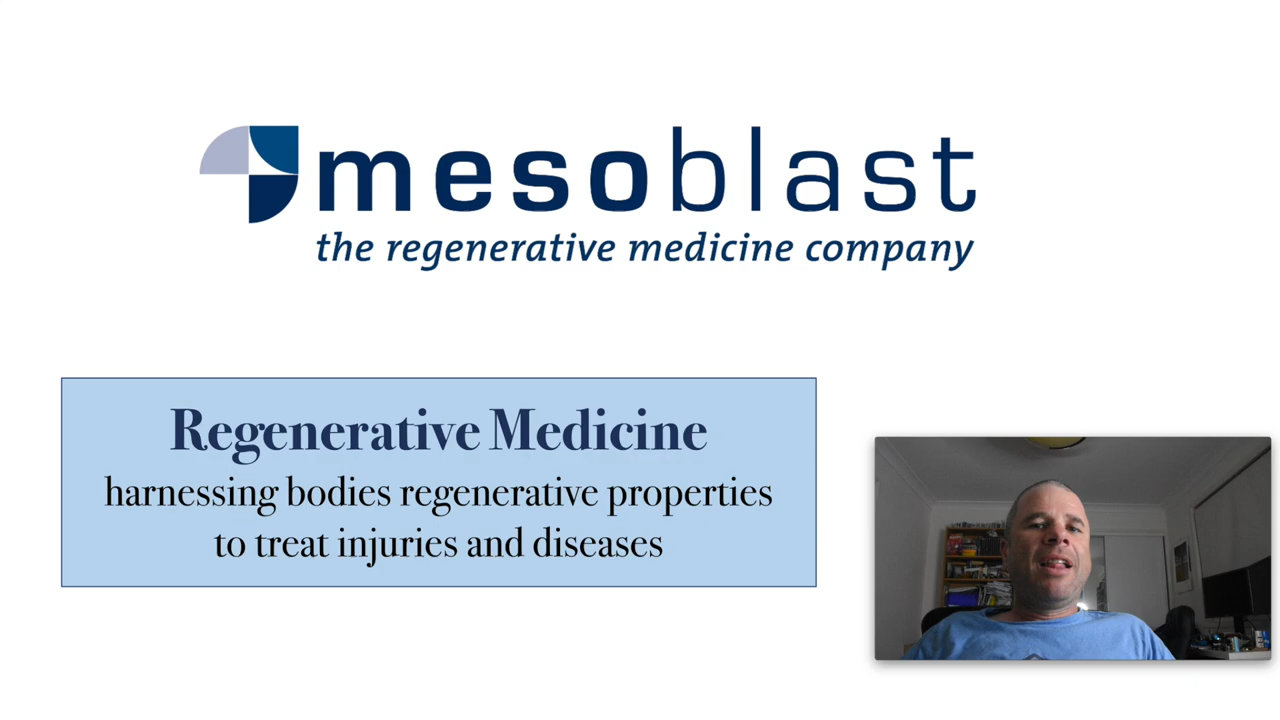 mesoblast
the regenerative medicine company
Regenerative Medicine
harnessing bodies regenerative properties
to treat injuries and diseases